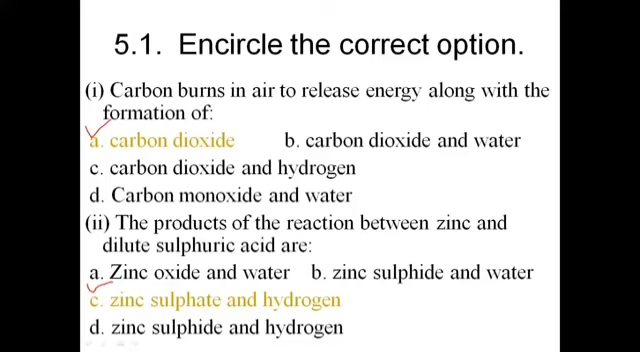 5.1. Encircle the correct option.
(i) Carbon burns in air to release energy along with the
formation of:
a. carbon dioxide b. carbon dioxide and water
c. carbon dioxide and hydrogen
d. Carbon monoxide and water
(ii) The products of the reaction between zinc and
dilute sulphuric acid are:
a. Zinc oxide and water b. zinc sulphide and water
c. zinc sulphate and hydrogen
d. zinc sulphide and hydrogen